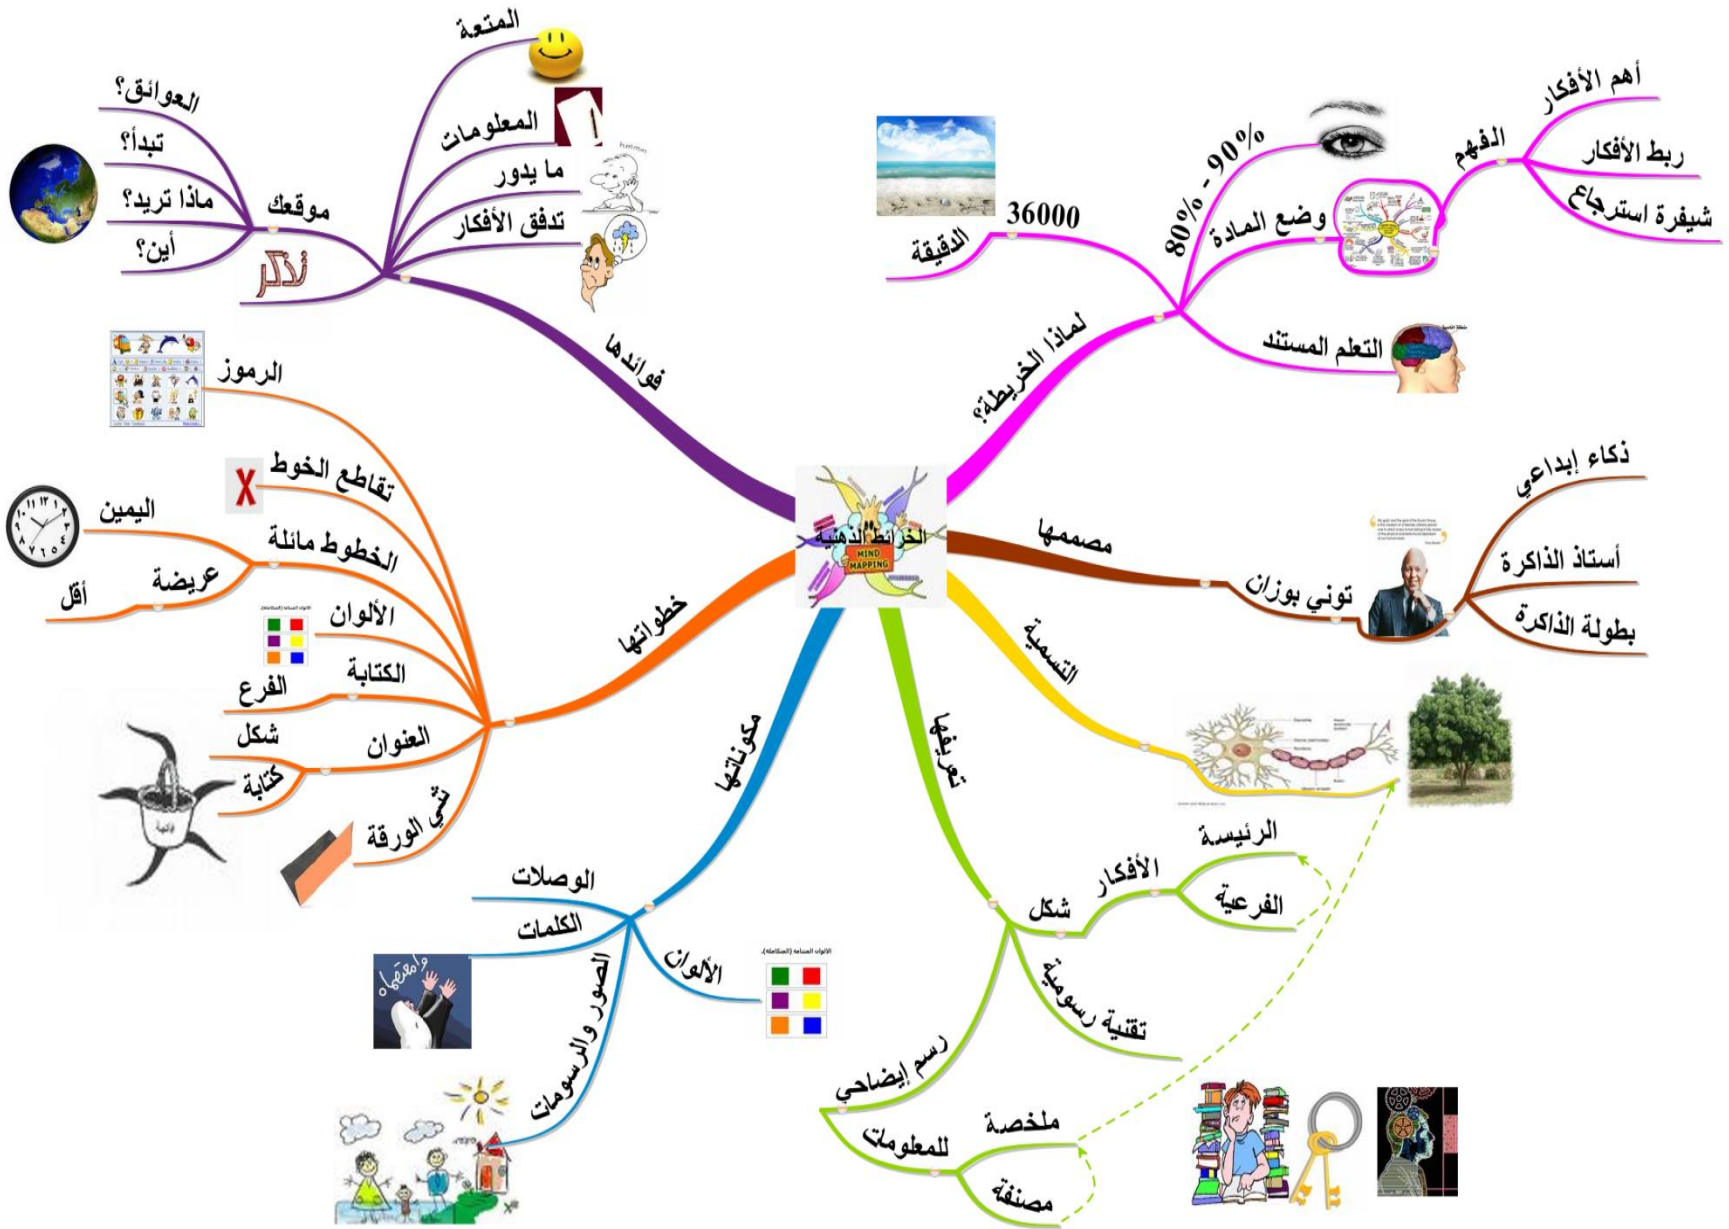 الخرائط الذهنية
MIND
MAPPING
لماذا الخريطة؟
36000
الدقيقة
80% - 90%
وضع المادة
الفهم
أهم الأفكار
ربط الأفكار
شيفرة استرجاع
التعلم المستند
مصممها
توني بوزان
ذكاء إبداعي
أستاذ الذاكرة
بطولة الذاكرة
التسمية
تعريفها
شكل
الأفكار
الرئيسة
الفرعية
تقنية رسومية
رسم إيضاحي
للمعلومات
ملخصة
مصنفة
مكوناتها
الألوان
الصور والرسومات
الكلمات
وامعتصماه
الوصلات
خطواتها
الرموز
تقاطع الخوط
X
الخطوط مائلة
اليمين
عريضة
أقل
الألوان
الكتابة
الفرع
العنوان
شكل
كتابة
ثني الورقة
فوائدها
المتعة
المعلومات
ما يدور
تدفق الأفكار
موقعك
العوائق؟
تبدأ؟
ماذا تريد؟
أين؟
تذكر